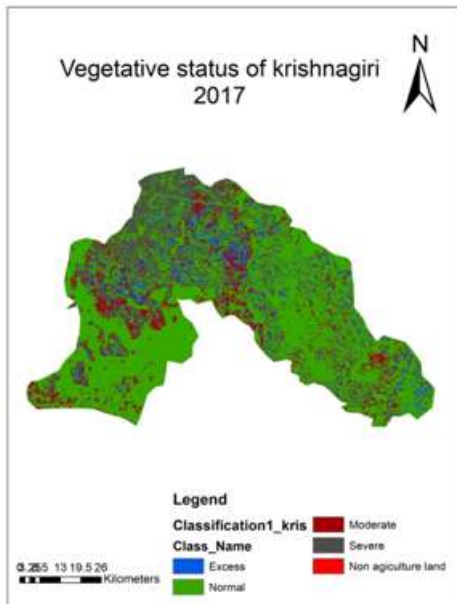 N
Vegetative status of krishnagiri
2017
Legend
Classification1_kris
Class_Name
Excess
Normal
Moderate
Severe
Non agiculture land
13 19.5 26
Kilometers